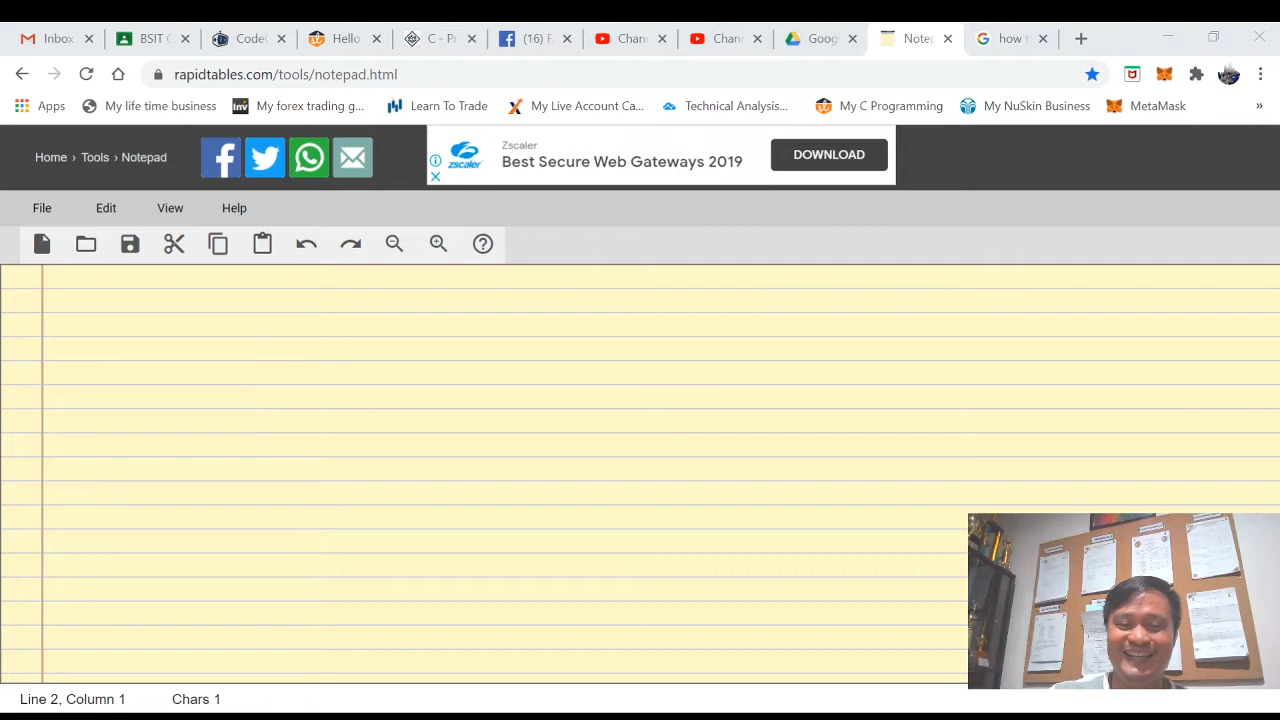 Inbox
BSIT C
Code
Hello
C - Pr
(16) F
Chan
Chan
Goog
Notep
how t
rapidtables.com/tools/notepad.html
Apps
My life time business
My forex trading g...
Learn To Trade
My Live Account Ca...
Technical Analysis...
My C Programming
My NuSkin Business
MetaMask
»
Home › Tools › Notepad
Zscaler
Best Secure Web Gateways 2019
DOWNLOAD
zscaler
File
Edit
View
Help
Line 2, Column 1
Chars 1